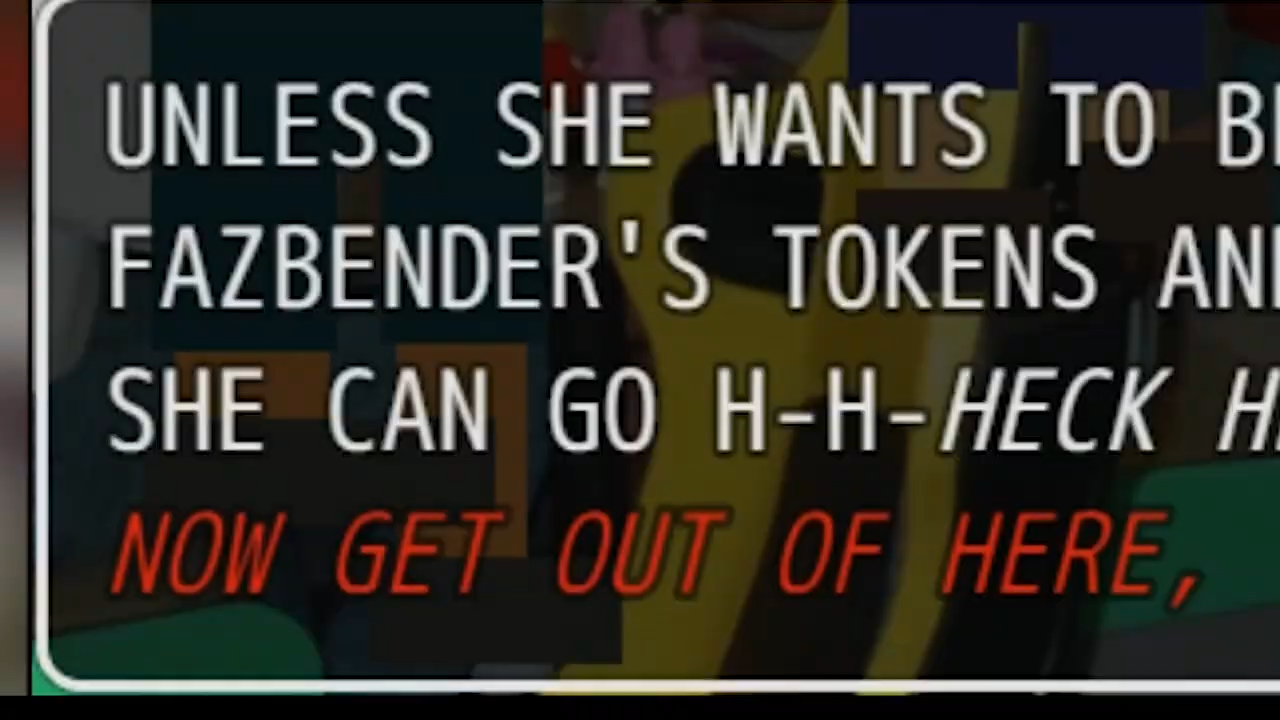 UNLESS SHE WANTS TO
FAZBENDER'S TOKENS
SHE CAN GO H-H-HECK
NOW GET OUT OF HERE,